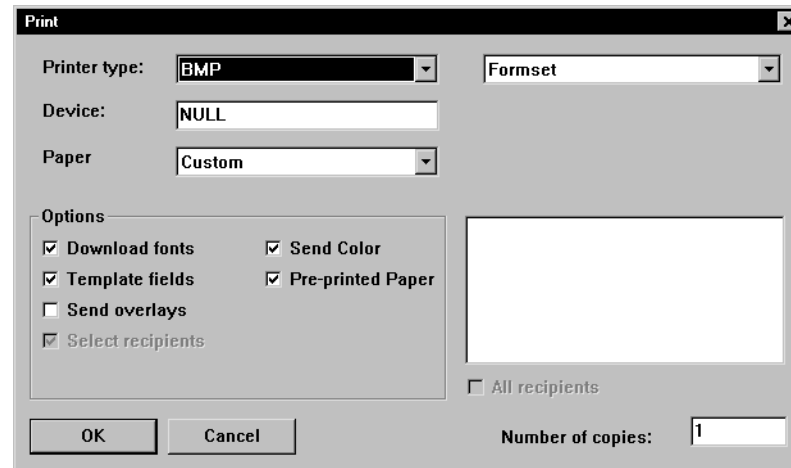 Print
Printer type: BMP Formset
Device: NULL
Paper Custom
Options
Download fonts Send Color
Template fields Pre-printed Paper
Send overlays
Select recipients
All recipients
OK Cancel Number of copies: 1